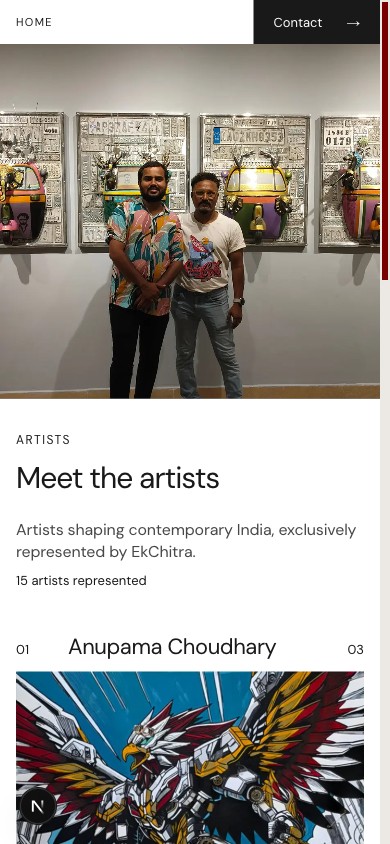 HOME
Contact →
ARTISTS
Meet the artists
Artists shaping contemporary India, exclusively
represented by EkChitra.
15 artists represented
01 Anupama Choudhary 03
N